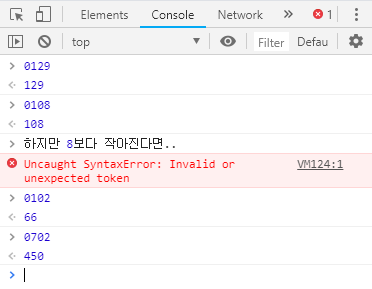 Elements Console Network » 1
top Filter Defau
> 0129
< 129
> 0108
< 108
> 하지만 8보다 작아진다면..
Uncaught SyntaxError: Invalid or VM124:1
unexpected token
> 0102
< 66
> 0702
< 450
>